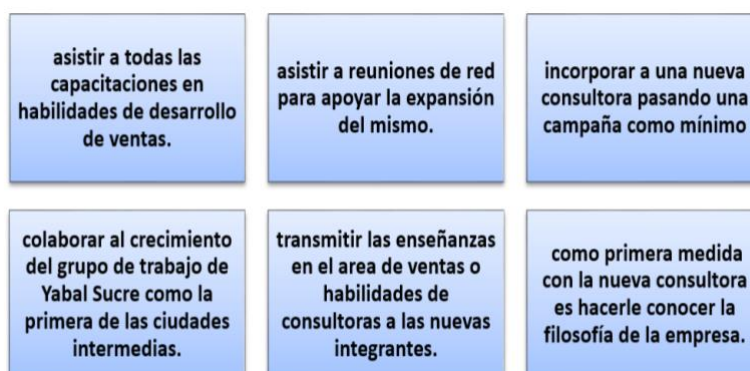 asistir a todas las
capacitaciones en
habilidades de desarrollo
de ventas.
asistir a reuniones de red
para apoyar la expansión
del mismo.
incorporar a una nueva
consultora pasando una
campaña como mínimo
colaborar al crecimiento
del grupo de trabajo de
Yabal Sucre como la
primera de las ciudades
intermedias.
transmitir las enseñanzas
en el area de ventas o
habilidades de
consultoras a las nuevas
integrantes.
como primera medida
con la nueva consultora
es hacerle conocer la
filosofía de la empresa.